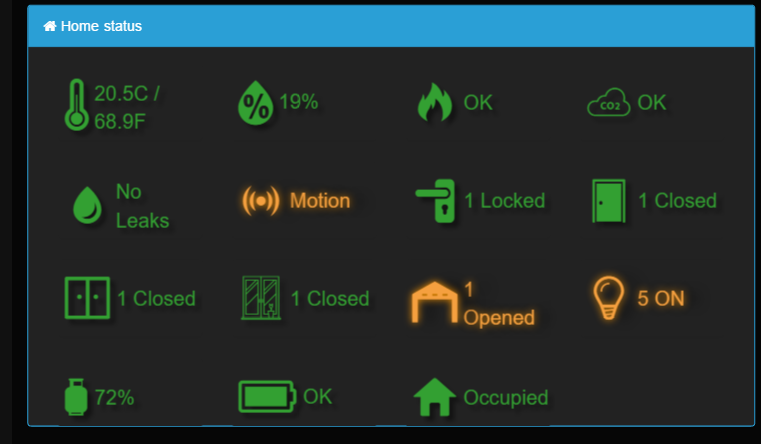 Home status
20.5C /
68.9F
% 19%
OK
CO2 OK
No
Leaks
Motion
1 Locked
1 Closed
1 Closed
1 Closed
1
Opened
5 ON
72%
OK
Occupied